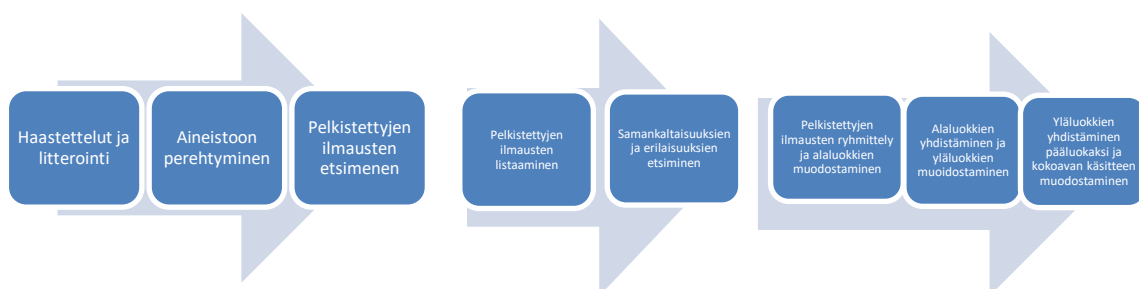 Haastettelut ja
litterointi
Aineistoon
perehtyminen
Pelkistettyjen
ilmausten
etsimenen
Pelkistettyjen
ilmausten
listaaminen
Samankaltaisuuksien
ja erilaisuuksien
etsiminen
Pelkistettyjen
ilmausten ryhmittely
ja alaluokkien
muodostaminen
Alaluokkien
yhdistäminen ja
yläluokkien
muoidostaminen
Yläluokkien
yhdistäminen
pääluokaksi ja
kokoavan käsitteen
muodostaminen